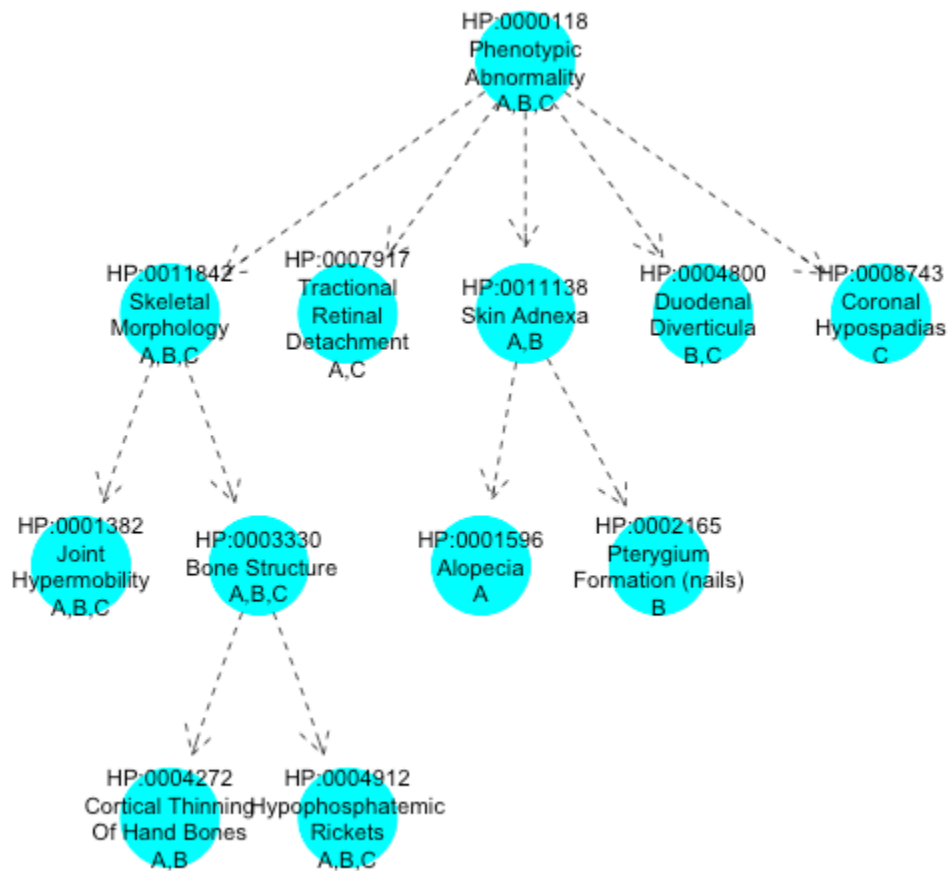 HP:0000118
Phenotypic
Abnormality
A,B,C
HP:0011842
Skeletal
Morphology
A,B,C
HP:0007917
Tractional
Retinal
Detachment
A,C
HP:0011138
Skin Adnexa
A,B
HP:0004800
Duodenal
Diverticula
B,C
HP:0008743
Coronal
Hypospadias
C
HP:0001382
Joint
Hypermobility
A,B,C
HP:0003330
Bone Structure
A,B,C
HP:0001596
Alopecia
A
HP:0002165
Pterygium
Formation (nails)
B
HP:0004272
Cortical Thinning
Of Hand Bones
A,B
HP:0004912
Hypophosphatemic
Rickets
A,B,C